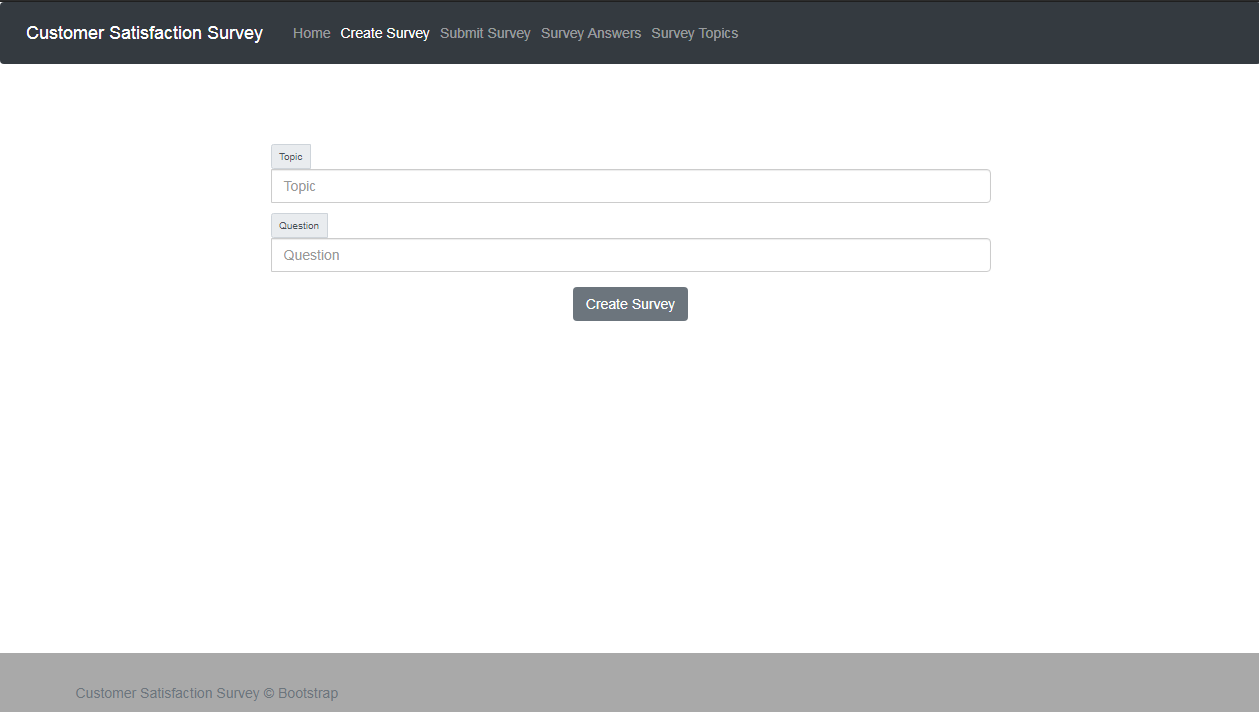 Customer Satisfaction Survey Home Create Survey Submit Survey Survey Answers Survey Topics
Topic
Topic
Question
Question
Create Survey
Customer Satisfaction Survey © Bootstrap